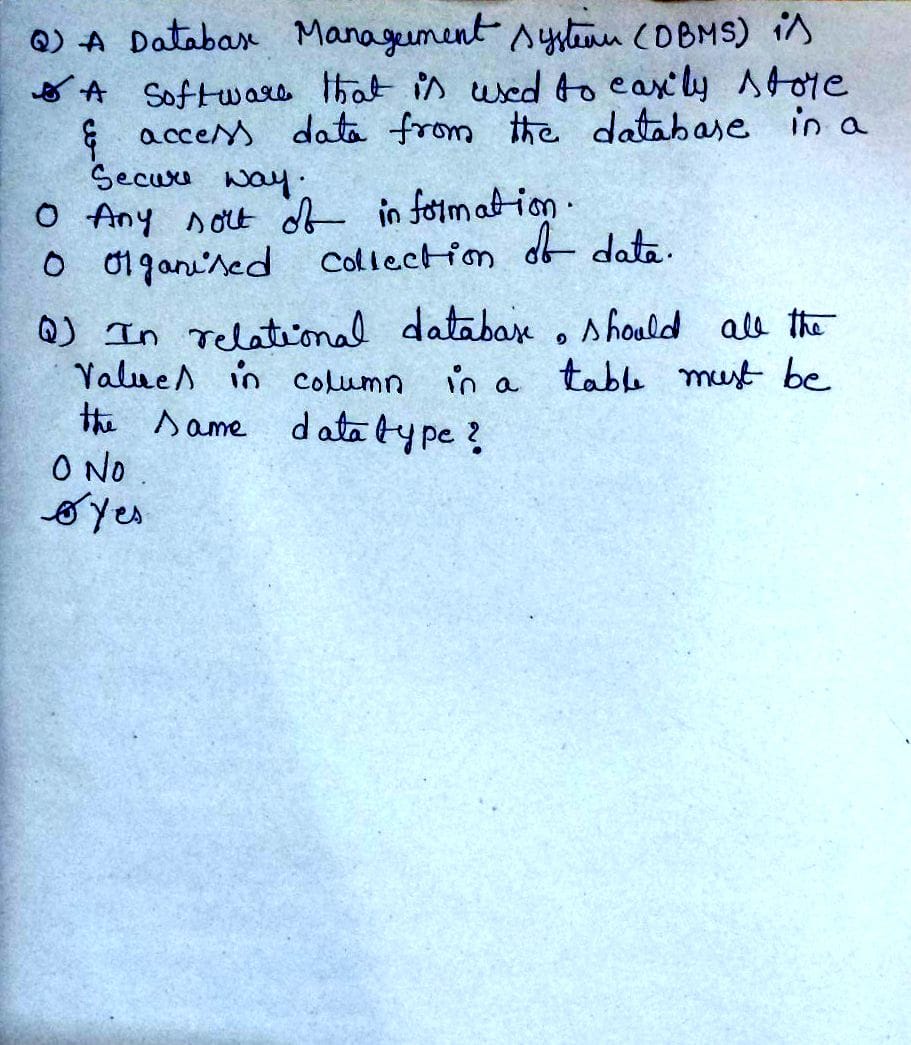 Q) A Database Management System (DBMS) is
A Software that is used to easily store
& access data from the database in a
Secure way.
O Any sort of information.
O Organised collection of data.
Q) In relational database, should all the
Values in column in a table must be
the same data type?
O No.
Yes